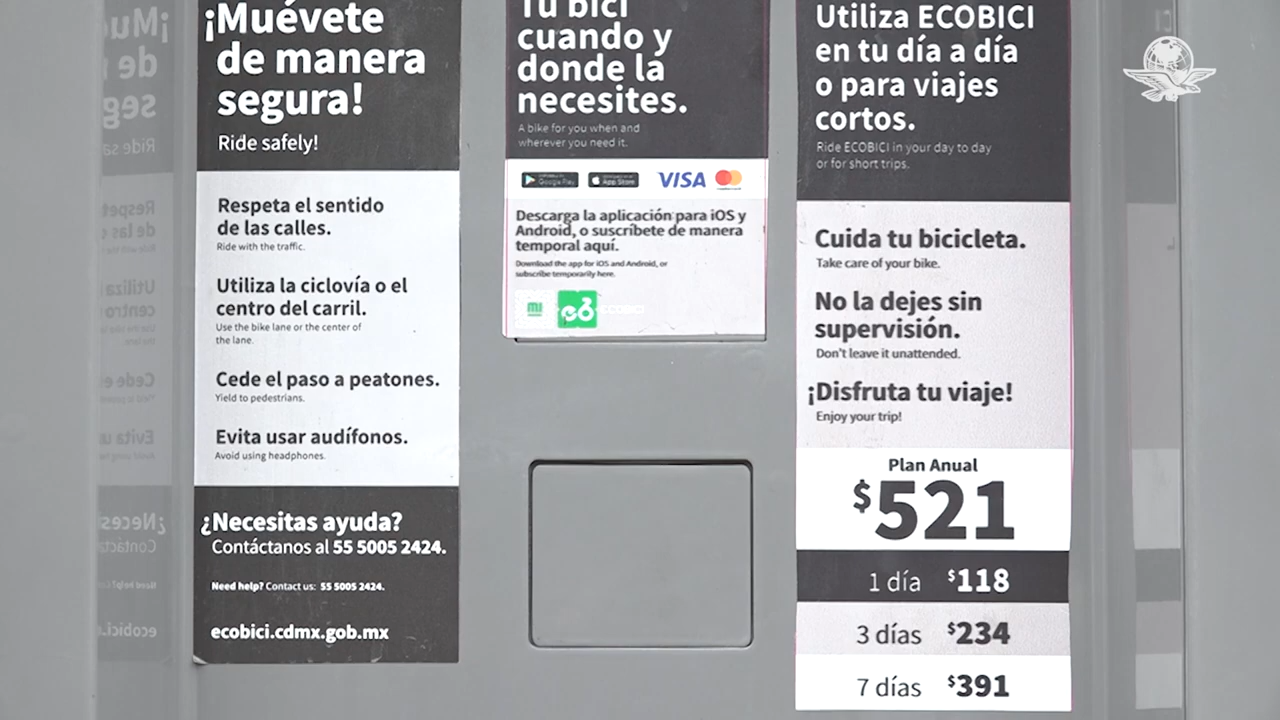 ¡Muévete
de manera
segura!
Ride safely!
Respeta el sentido
de las calles.
Ride with the traffic.
Utiliza la ciclovía o el
centro del carril.
Use the bike lane or the center of
the lane.
Cede el paso a peatones.
Yield to pedestrians.
Evita usar audífonos.
Avoid using headphones.
¿Necesitas ayuda?
Contáctanos al 55 5005 2424.
Need help? Contact us: 55 5005 2424.
ecobici.cdmx.gob.mx
Tu bici
cuando y
donde la
necesites.
A bike for you when and
wherever you need it.
Google Play App Store VISA
Descarga la aplicación para iOS y
Android, o suscríbete de manera
temporal aquí.
Download the app for iOS and Android, or
subscribe temporarily here.
mi
Utiliza ECOBICI
en tu día a día
o para viajes
cortos.
Ride ECOBICI in your day to day
or for short trips.
Cuida tu bicicleta.
Take care of your bike.
No la dejes sin
supervisión.
Don't leave it unattended.
¡Disfruta tu viaje!
Enjoy your trip!
Plan Anual
$521
1 día $118
3 días $234
7 días $391